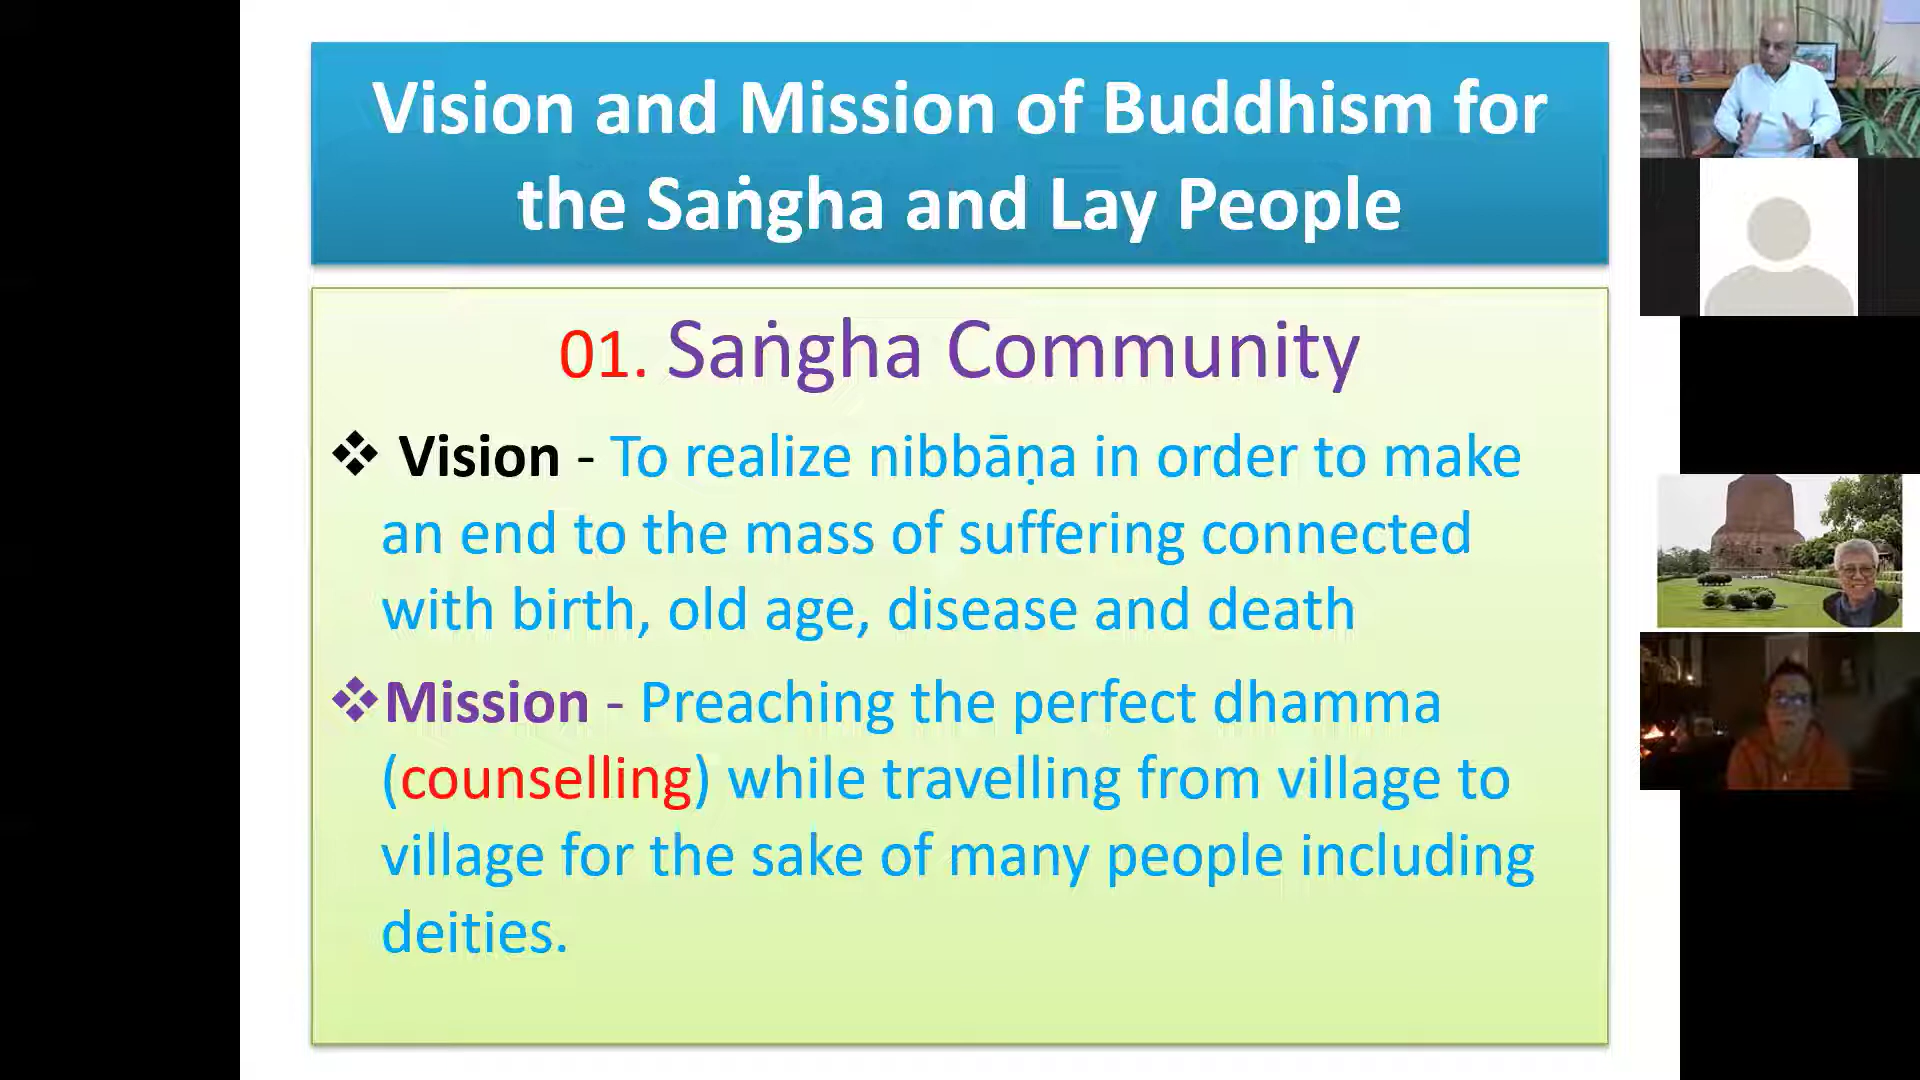 Vision and Mission of Buddhism for
the Saṅgha and Lay People
01. Saṅgha Community
❖ Vision - To realize nibbāṇa in order to make
an end to the mass of suffering connected
with birth, old age, disease and death
❖Mission - Preaching the perfect dhamma
(counselling) while travelling from village to
village for the sake of many people including
deities.